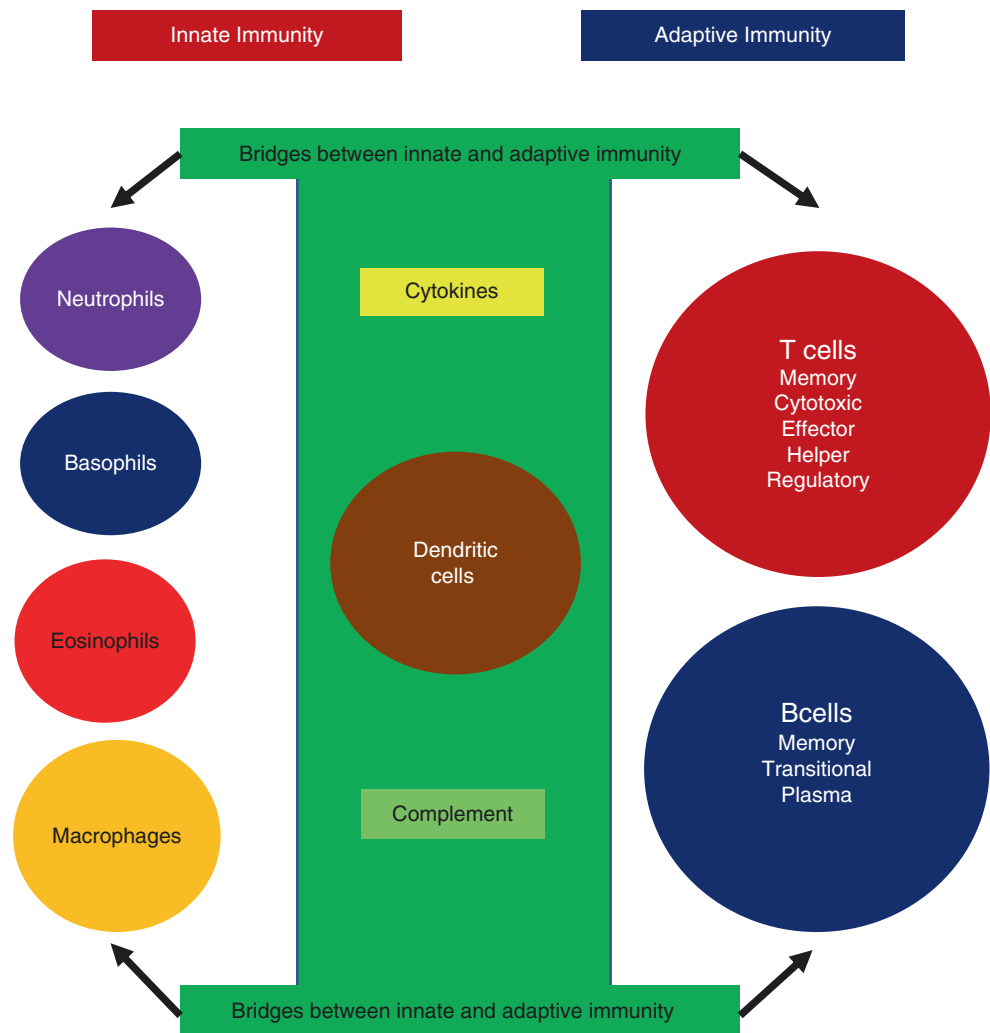 Innate Immunity
Adaptive Immunity
Bridges between innate and adaptive immunity
Neutrophils
Basophils
Eosinophils
Macrophages
Cytokines
Dendritic
cells
Complement
T cells
Memory
Cytotoxic
Effector
Helper
Regulatory
Bcells
Memory
Transitional
Plasma
Bridges between innate and adaptive immunity